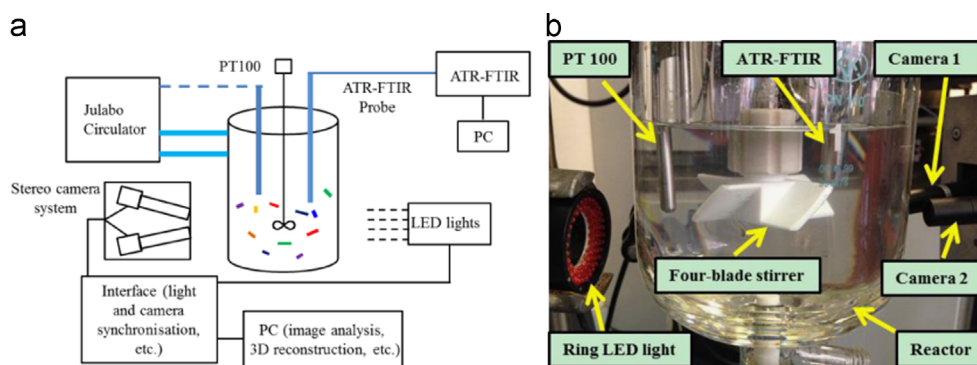 a
PT100
ATR-FTIR
ATR-FTIR
Probe
Julabo
Circulator
PC
Stereo camera
system
LED lights
Interface (light
and camera
synchronisation,
etc.)
PC (image analysis,
3D reconstruction, etc.)
b
PT 100
ATR-FTIR
Camera 1
Four-blade stirrer
Camera 2
Ring LED light
Reactor